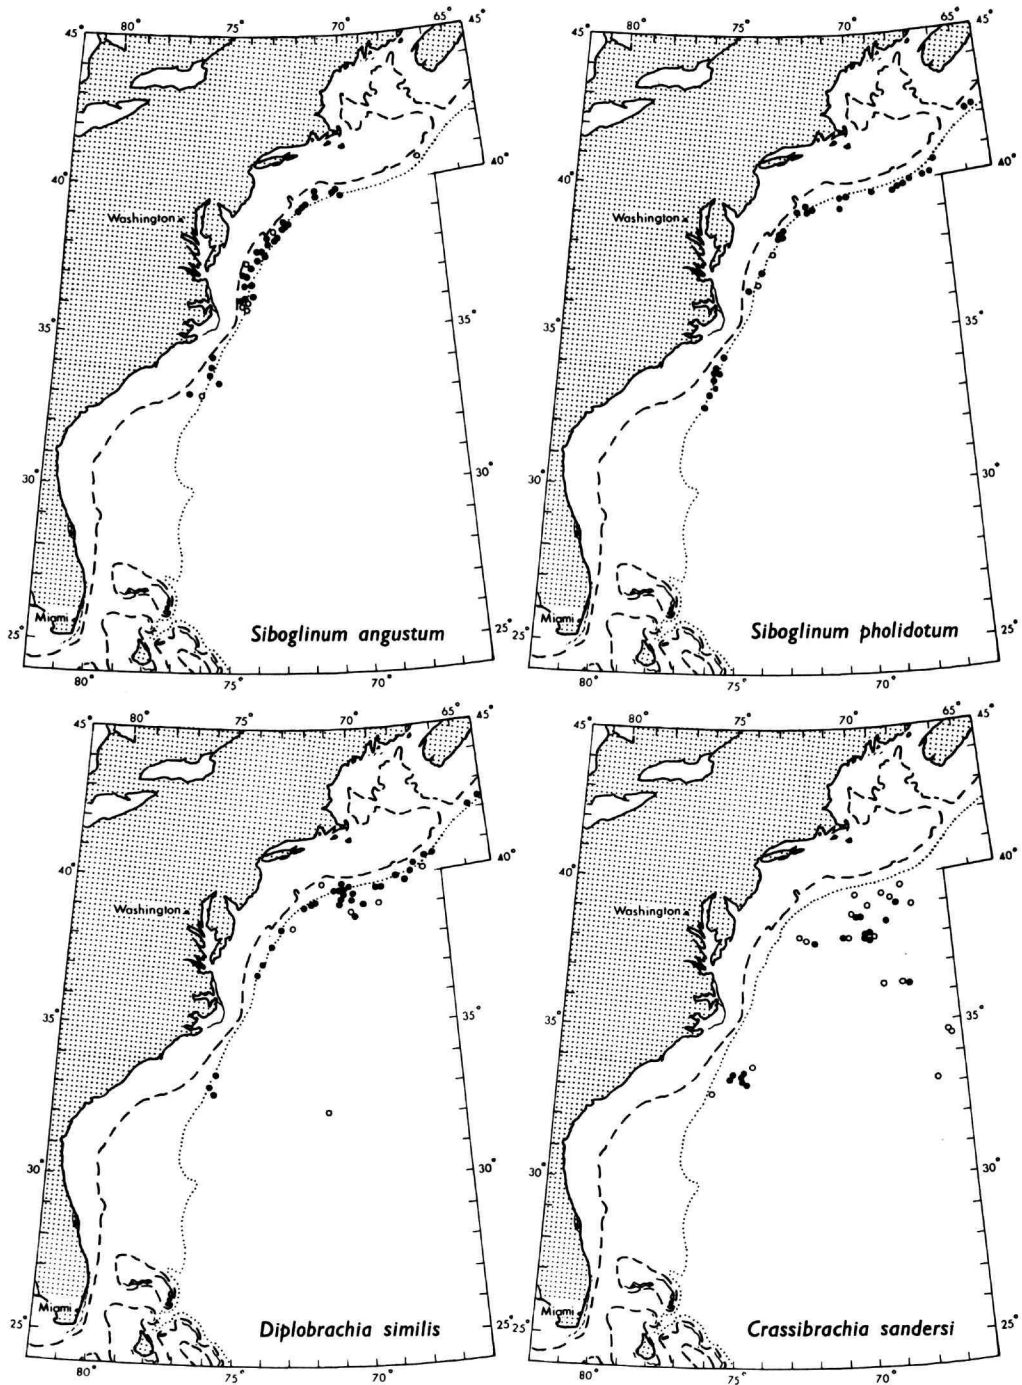 80° 75° 70° 65°
45 45°
40° 40°
Washington
35° 35°
30° 30°
Miami
25° 25°
Siboglinum angustum
80° 75° 70°
80° 75° 70° 65°
45° 45°
40° 40°
Washington
35° 35°
30° 30°
Miami
25° 25°
Siboglinum pholidotum
80° 75° 70°
45° 80° 75° 70° 65° 45°
40° 40°
Washington
35° 35°
30° 30°
Miami
25° 25°
Diplobrachia similis
80° 75° 70°
45° 80° 75° 70° 65° 45°
40° 40°
Washington
35° 35°
30° 30°
Miami
25° 25°
Crassibrachia sandersi
80° 75° 70°